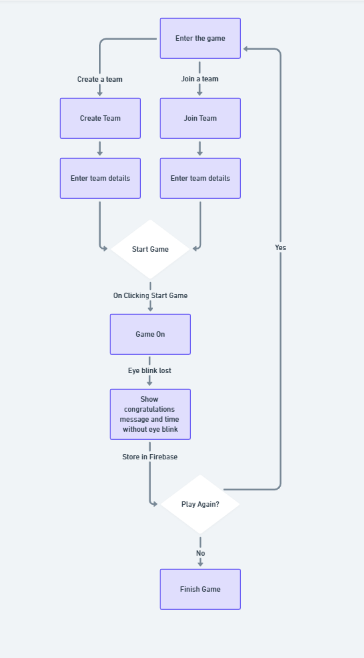 Enter the game
Create a team
Join a team
Create Team
Join Team
Enter team details
Enter team details
Start Game
Yes
On Clicking Start Game
Game On
Eye blink lost
Show
congratulations
message and time
without eye blink
Store in Firebase
Play Again?
No
Finish Game